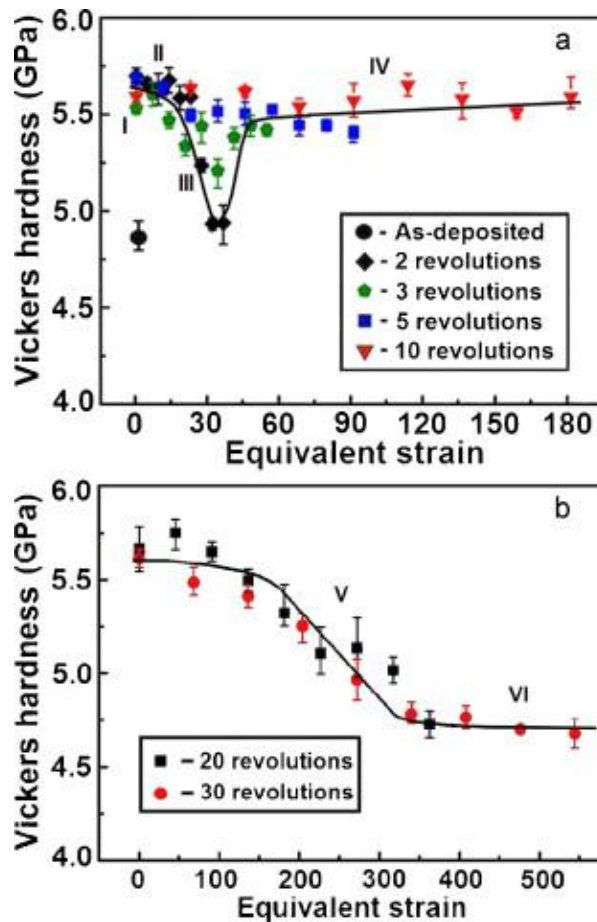 a
Vickers hardness (GPa)
6.0
5.5
5.0
4.5
4.0
I
II
III
IV
- As-deposited
- 2 revolutions
- 3 revolutions
- 5 revolutions
- 10 revolutions
0 30 60 90 120 150 180
Equivalent strain
b
Vickers hardness (GPa)
6.0
5.5
5.0
4.5
4.0
V
VI
- 20 revolutions
- 30 revolutions
0 100 200 300 400 500
Equivalent strain